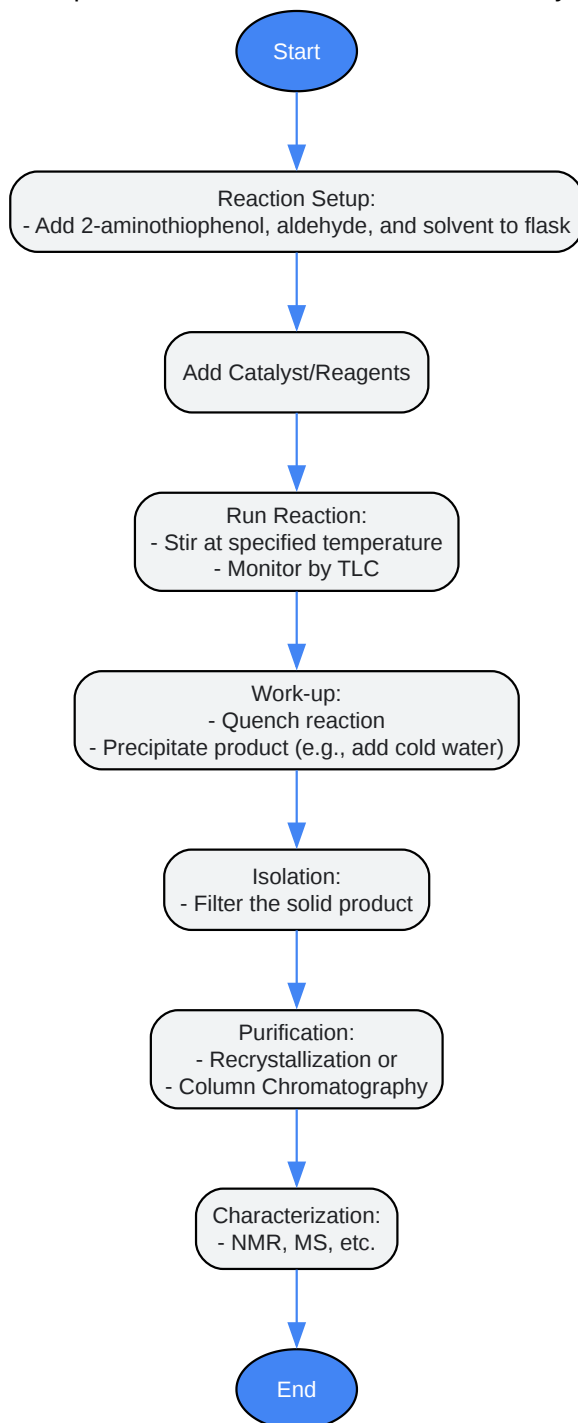 Start
Reaction Setup:
- Add 2-aminothiophenol, aldehyde, and solvent to flask
Add Catalyst/Reagents
Run Reaction:
- Stir at specified temperature
- Monitor by TLC
Work-up:
- Quench reaction
- Precipitate product (e.g., add cold water)
Isolation:
- Filter the solid product
Purification:
- Recrystallization or
- Column Chromatography
Characterization:
- NMR, MS, etc.
End